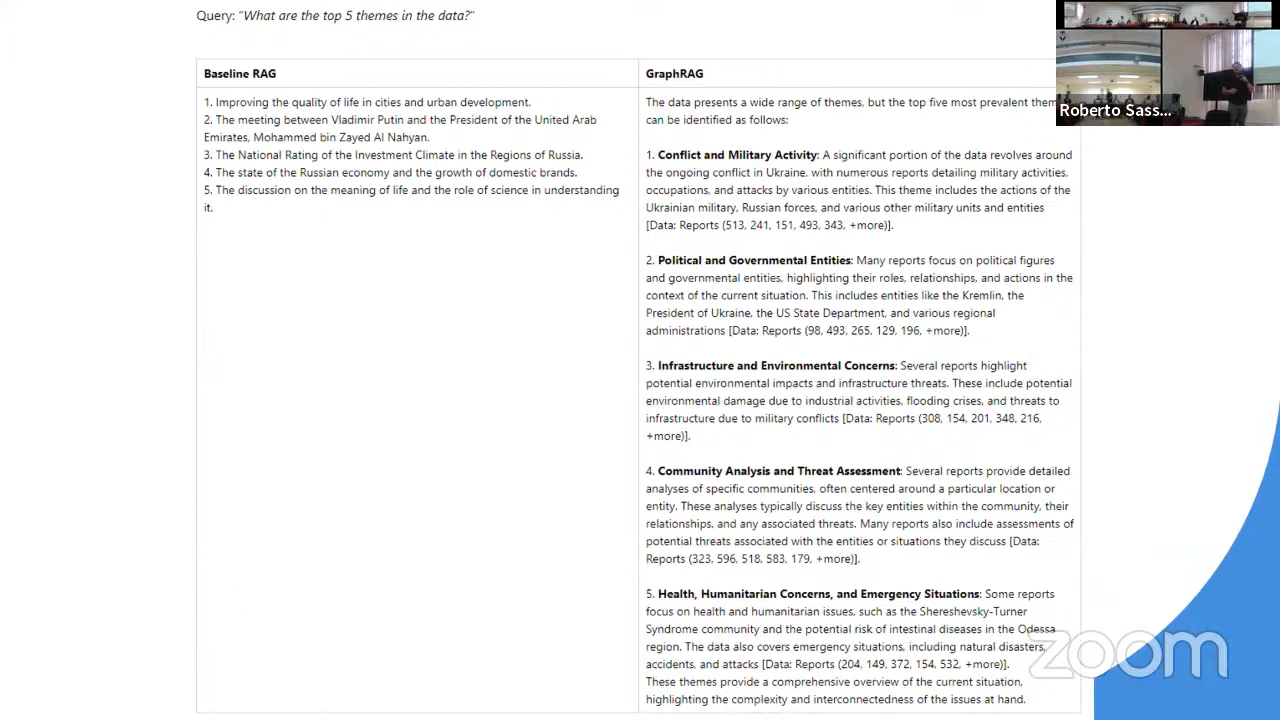 Query: "What are the top 5 themes in the data?"
Baseline RAG
1. Improving the quality of life in cities and urban development.
2. The meeting between Vladimir Putin and the President of the United Arab
Emirates, Mohammed bin Zayed Al Nahyan.
3. The National Rating of the Investment Climate in the Regions of Russia.
4. The state of the Russian economy and the growth of domestic brands.
5. The discussion on the meaning of life and the role of science in understanding
it.
GraphRAG
The data presents a wide range of themes, but the top five most prevalent them
can be identified as follows:
1. Conflict and Military Activity: A significant portion of the data revolves around
the ongoing conflict in Ukraine, with numerous reports detailing military activities,
occupations, and attacks by various entities. This theme includes the actions of the
Ukrainian military, Russian forces, and various other military units and entities
[Data: Reports (513, 241, 151, 493, 343, +more)].
2. Political and Governmental Entities: Many reports focus on political figures
and governmental entities, highlighting their roles, relationships, and actions in the
context of the current situation. This includes entities like the Kremlin, the
President of Ukraine, the US State Department, and various regional
administrations [Data: Reports (98, 493, 265, 129, 196, +more)].
3. Infrastructure and Environmental Concerns: Several reports highlight
potential environmental impacts and infrastructure threats. These include potential
environmental damage due to industrial activities, flooding crises, and threats to
infrastructure due to military conflicts [Data: Reports (308, 154, 201, 348, 216,
+more)].
4. Community Analysis and Threat Assessment: Several reports provide detailed
analyses of specific communities, often centered around a particular location or
entity. These analyses typically discuss the key entities within the community, their
relationships, and any associated threats. Many reports also include assessments of
potential threats associated with the entities or situations they discuss [Data:
Reports (323, 596, 518, 583, 179, +more)].
5. Health, Humanitarian Concerns, and Emergency Situations: Some reports
focus on health and humanitarian issues, such as the Shereshevsky-Turner
Syndrome community and the potential risk of intestinal diseases in the Odessa
region. The data also covers emergency situations, including natural disasters,
accidents, and attacks [Data: Reports (204, 149, 372, 154, 532, +more)].
These themes provide a comprehensive overview of the current situation,
highlighting the complexity and interconnectedness of the issues at hand.
Roberto Sass...
zoom